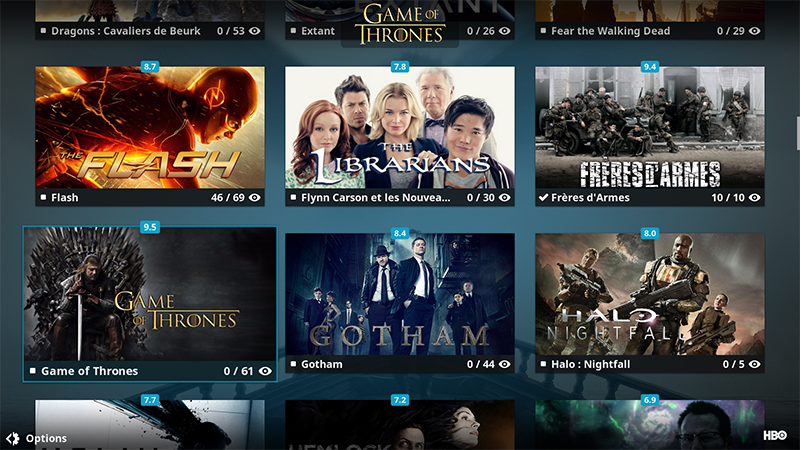 GAME OF
THRONES
Dragons : Cavaliers de Beurk 0 / 53
Extant 0 / 26
Fear the Walking Dead 0 / 29
8.7
7.8
9.4
THE
FLASH
THE
LIBRARIANS
FRÈRES D'ARMES
Flash 46 / 69
Flynn Carson et les Nouvea... 0 / 30
Frères d'Armes 10 / 10
9.5
8.4
8.0
GAME
OF THRONES
GOTHAM
HALO
NIGHTFALL
Game of Thrones 0 / 61
Gotham 0 / 44
Halo : Nightfall 0 / 5
7.7
7.2
6.9
HEMLOCK
Options
HBO